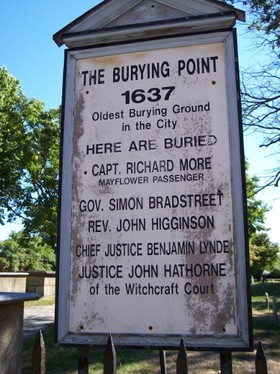 THE BURYING POINT
1637
Oldest Burying Ground
in the City
HERE ARE BURIED
• CAPT. RICHARD MORE
MAYFLOWER PASSENGER
GOV. SIMON BRADSTREET
REV. JOHN HIGGINSON
CHIEF JUSTICE BENJAMIN LYNDE
JUSTICE JOHN HATHORNE
of the Witchcraft Court